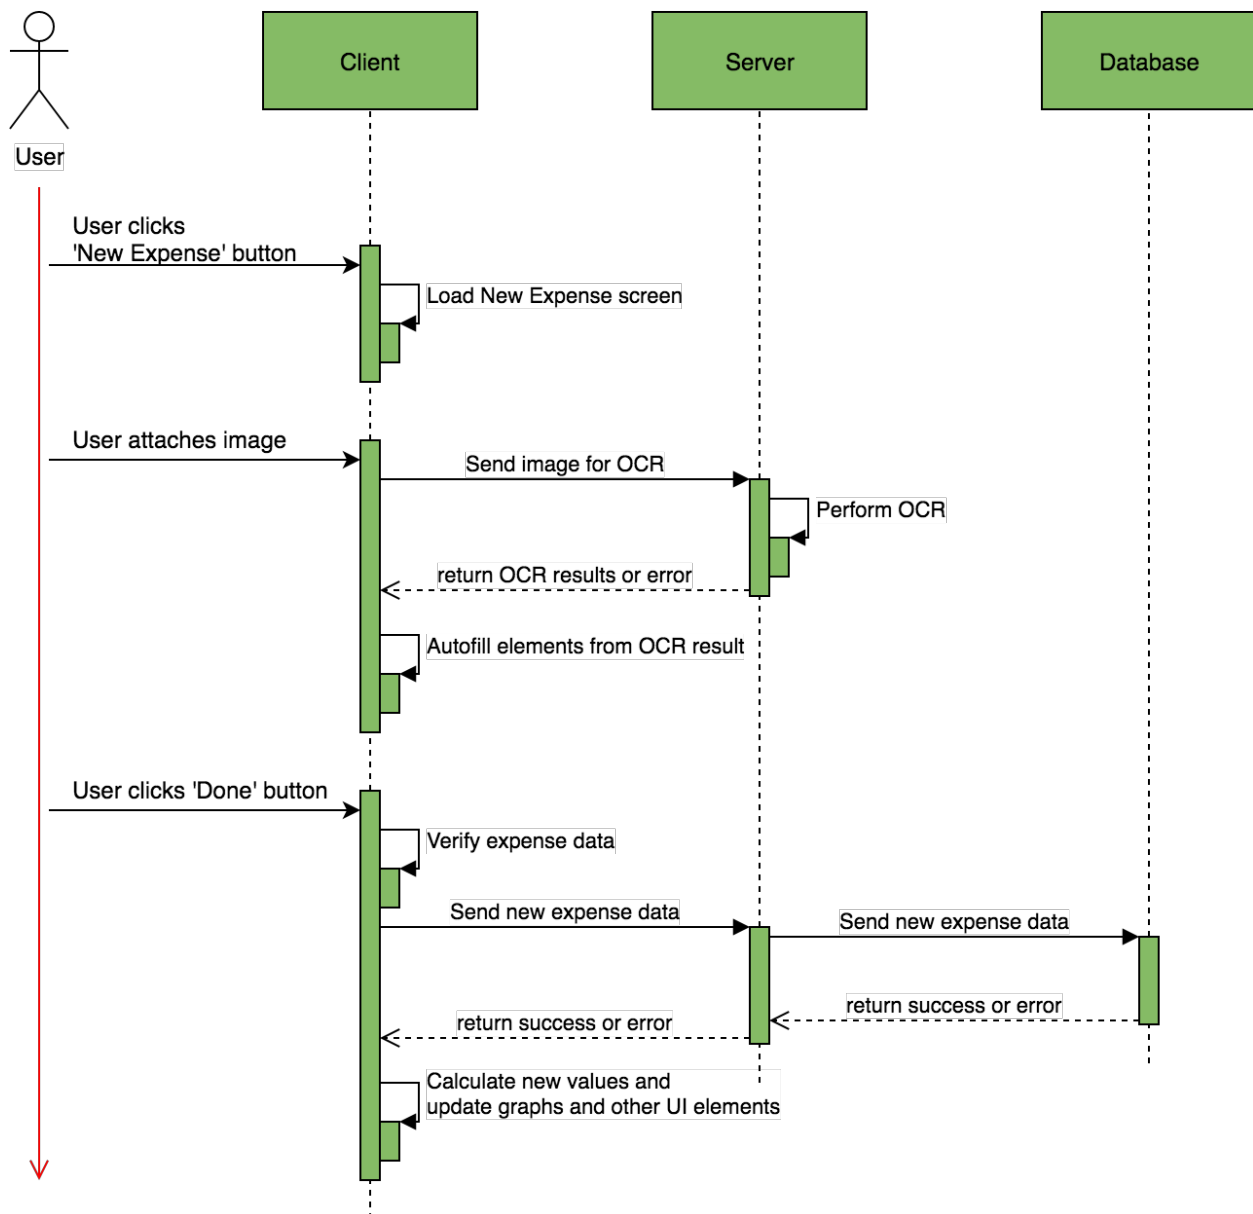 User
Client
Server
Database
User clicks
'New Expense' button
Load New Expense screen
User attaches image
Send image for OCR
Perform OCR
return OCR results or error
Autofill elements from OCR result
User clicks 'Done' button
Verify expense data
Send new expense data
Send new expense data
return success or error
return success or error
Calculate new values and
update graphs and other UI elements